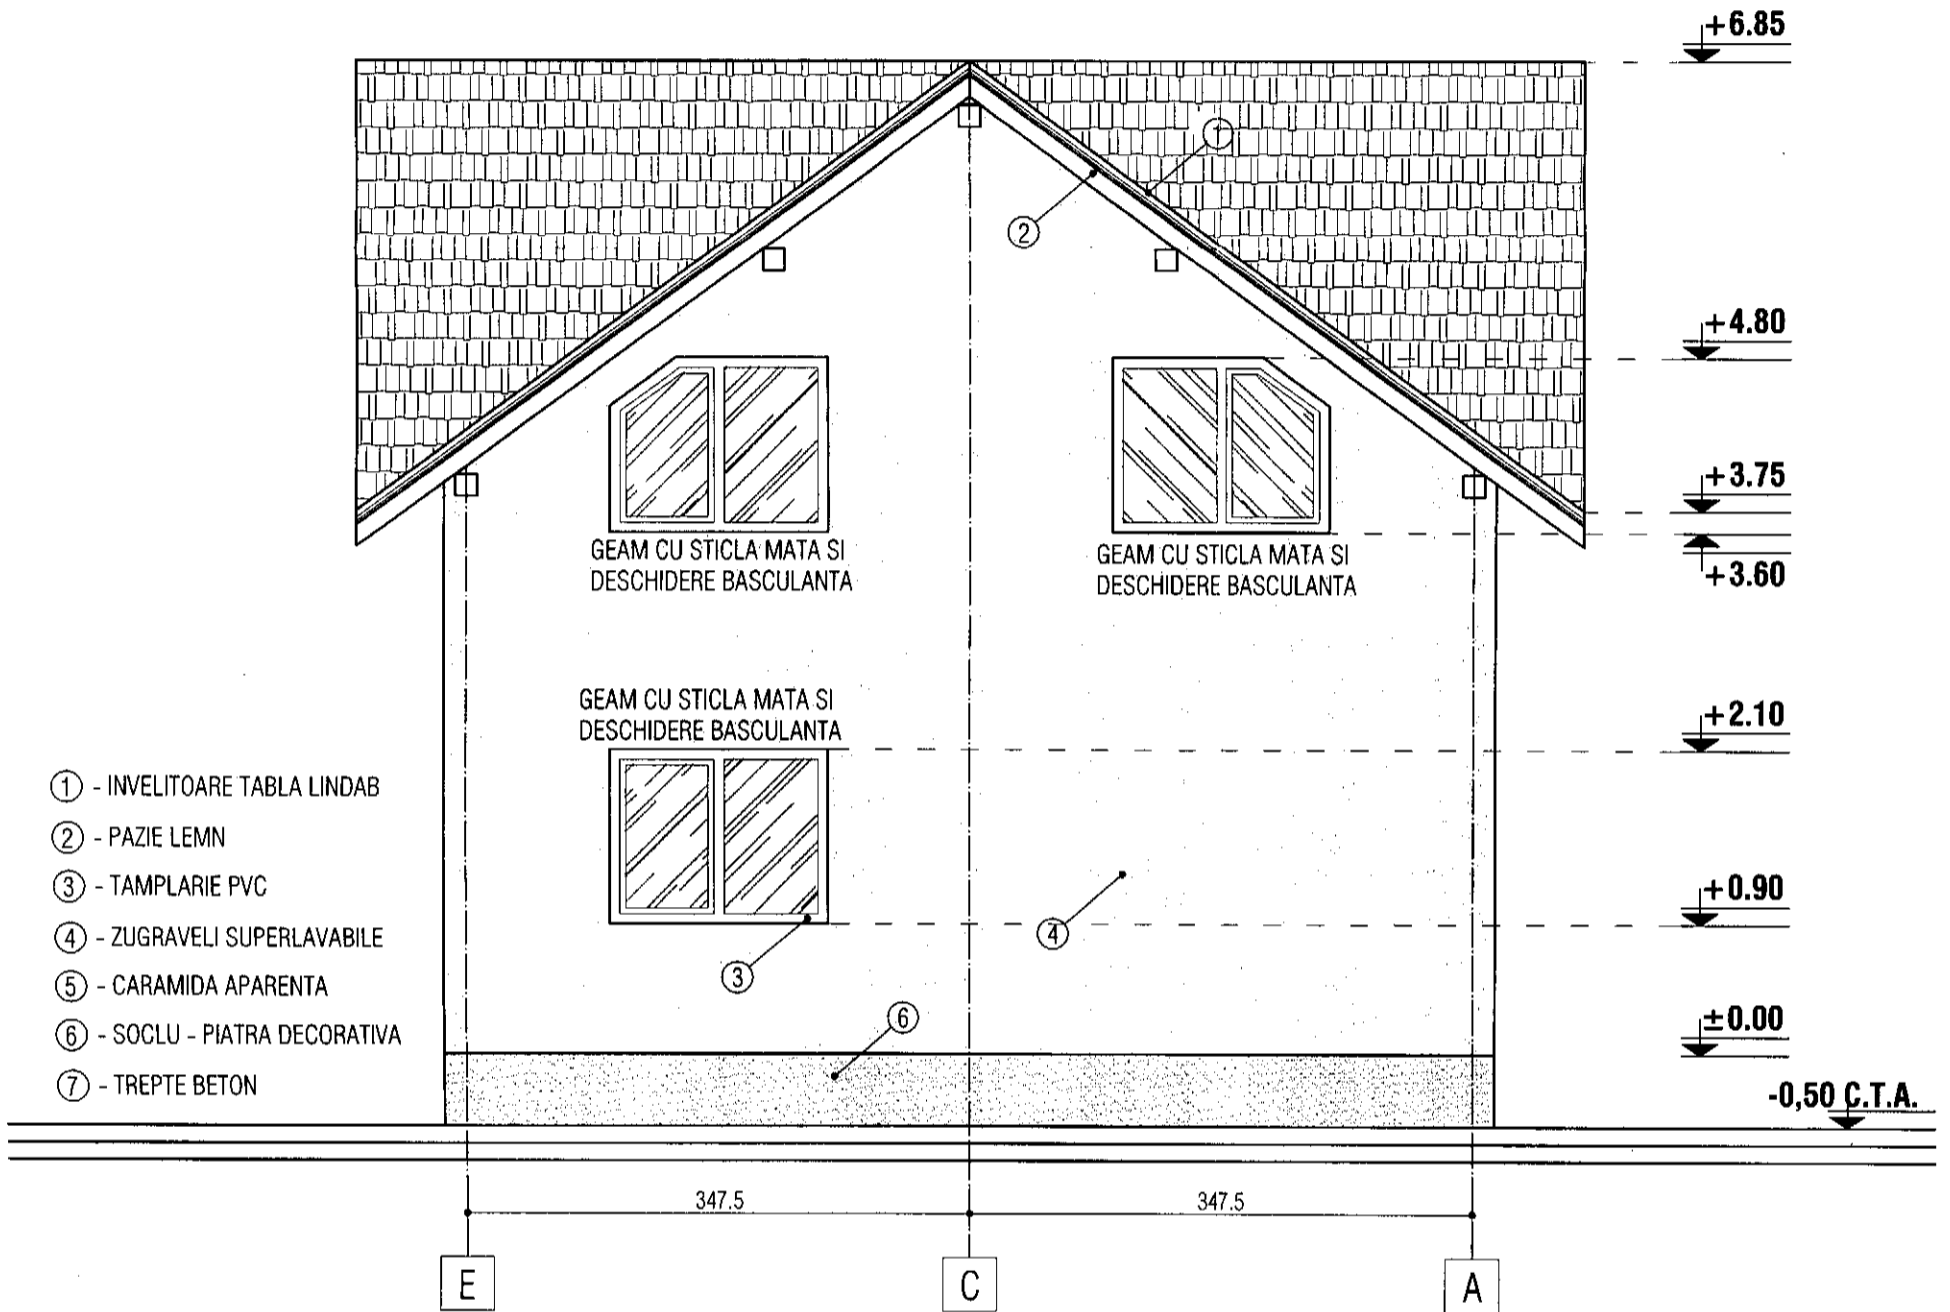 +6.85
1
2
+4.80
+3.75
+3.60
GEAM CU STICLA MATA SI
DESCHIDERE BASCULANTA
GEAM CU STICLA MATA SI
DESCHIDERE BASCULANTA
GEAM CU STICLA MATA SI
DESCHIDERE BASCULANTA
+2.10
1 - INVELITOARE TABLA LINDAB
2 - PAZIE LEMN
3 - TAMPLARIE PVC
4 - ZUGRAVELI SUPERLAVABILE
5 - CARAMIDA APARENTA
6 - SOCLU - PIATRA DECORATIVA
7 - TREPTE BETON
+0.90
4
3
6
±0.00
-0,50 C.T.A.
347.5
347.5
E
C
A